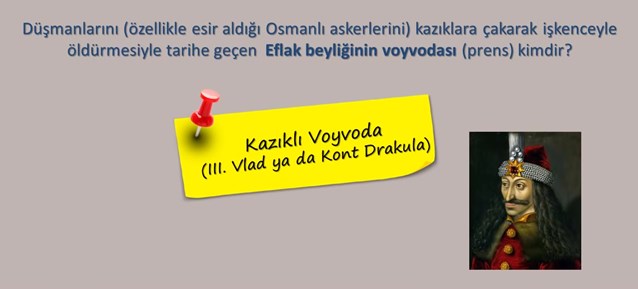 Düşmanlarını (özellikle esir aldığı Osmanlı askerlerini) kazıklara çakarak işkenceyle
öldürmesiyle tarihe geçen Eflak beyliğinin voyvodası (prens) kimdir?
Kazıklı Voyvoda
(III. Vlad ya da Kont Drakula)